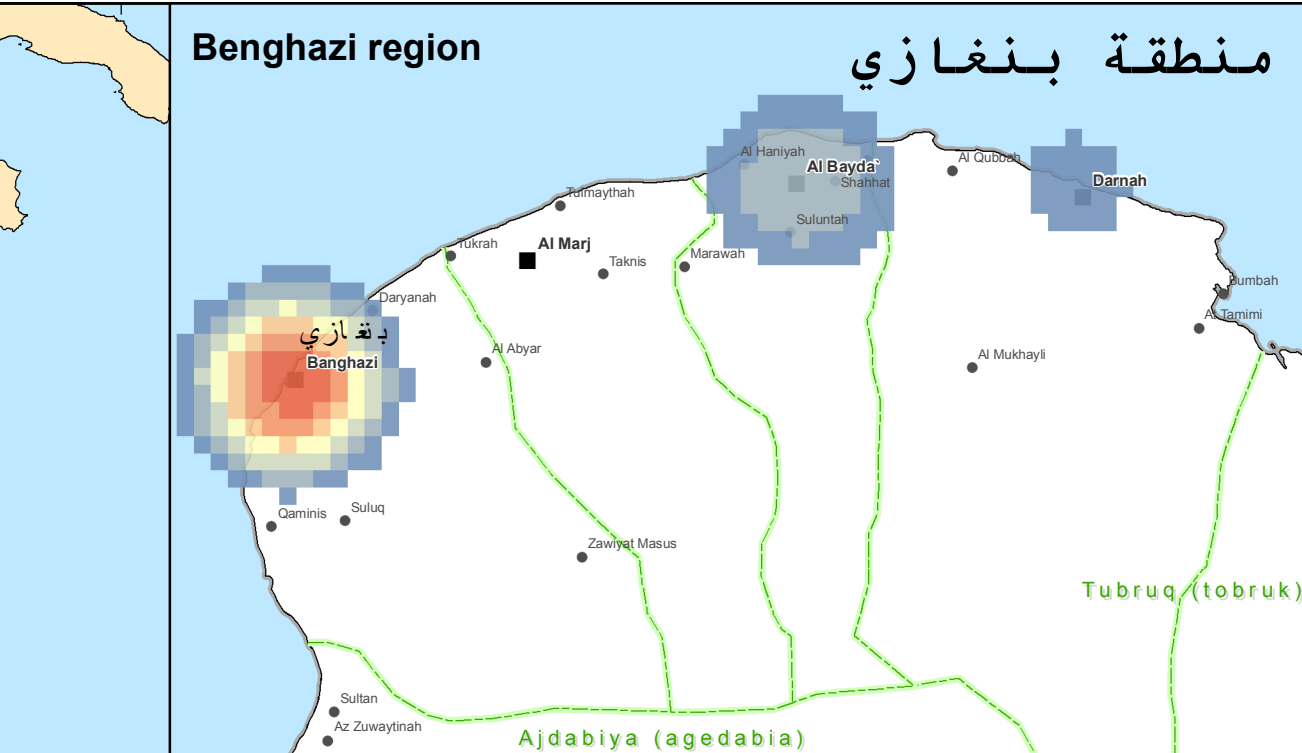 Benghazi region
منطقة بنغازي
Al Haniyah
Al Bayda`
Shahhat
Al Qubbah
Darnah
Tulmaythah
Suluntah
Tukrah
Al Marj
Taknis
Marawah
Bumbah
Daryanah
At Tamimi
بنغازي
Banghazi
Al Abyar
Al Mukhayli
Qaminis
Suluq
Zawiyat Masus
Tubruq (tobruk)
Sultan
Az Zuwaytinah
Ajdabiya (agedabia)